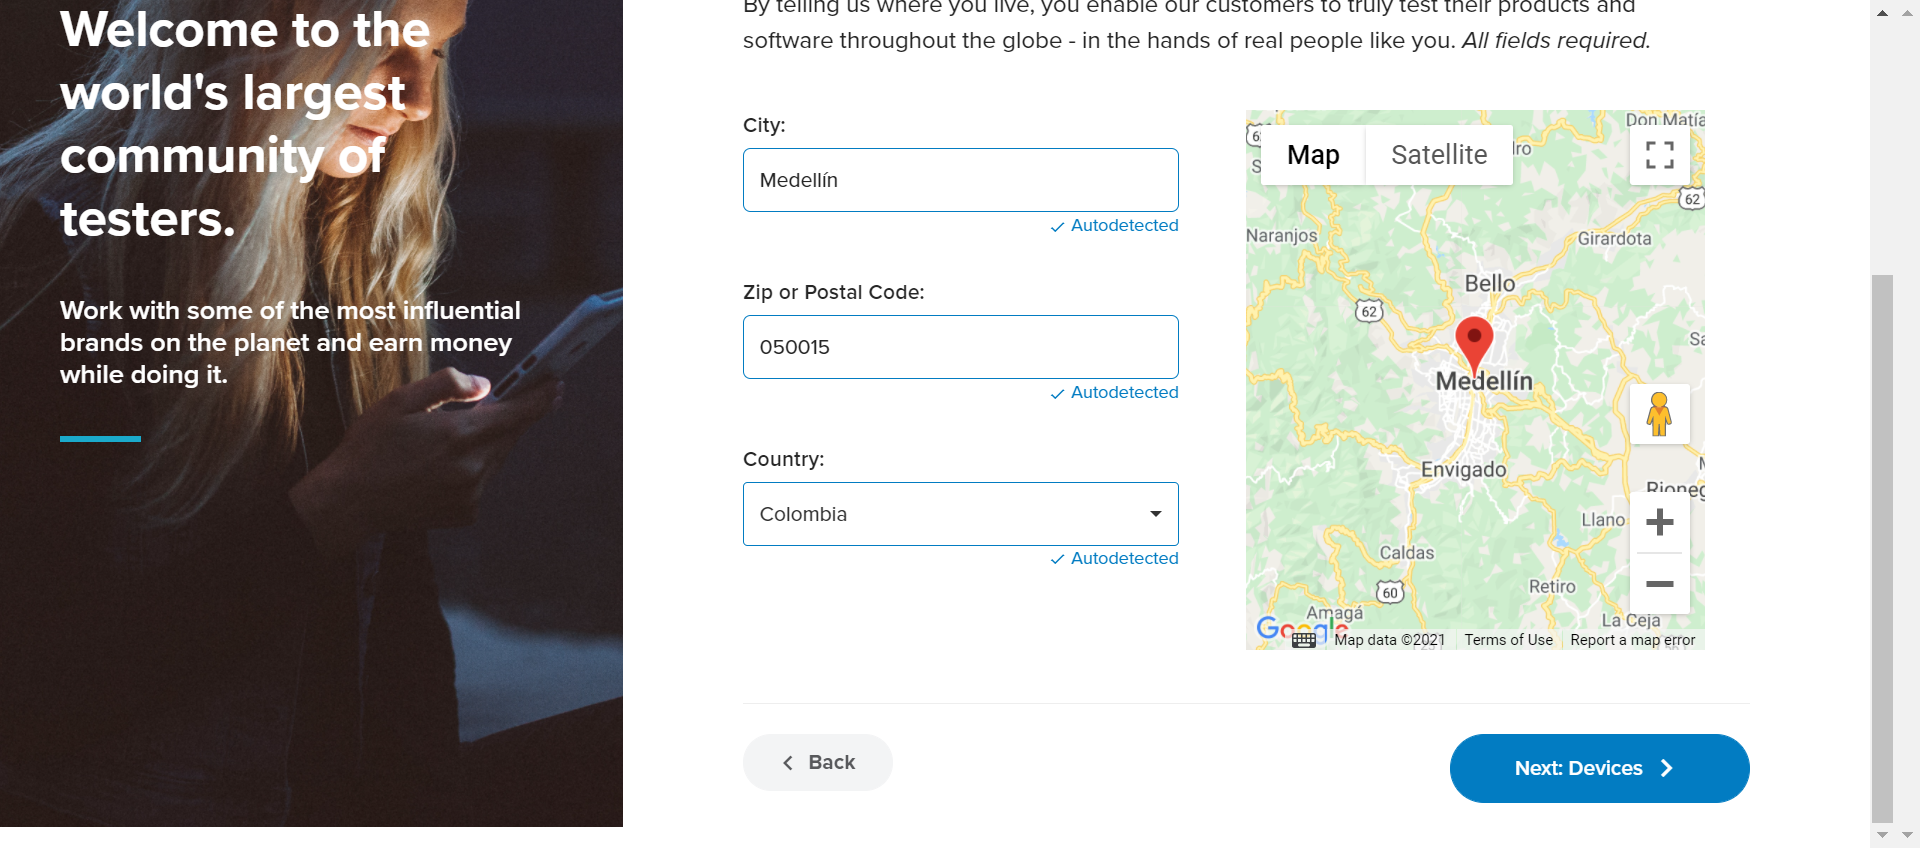 Welcome to the
world's largest
community of
testers.
Work with some of the most influential
brands on the planet and earn money
while doing it.
By telling us where you live, you enable our customers to truly test their products and
software throughout the globe - in the hands of real people like you. All fields required.
City:
Medellín
Autodetected
Zip or Postal Code:
050015
Autodetected
Country:
Colombia
Autodetected
Map
Satellite
Don Matía
dro
62
Naranjos
Girardota
Bello
62
Medellín
Envigado
Rioneg
Llano
Caldas
60
Retiro
Amagá
La Ceja
Google
Map data ©2021
Terms of Use
Report a map error
Back
Next: Devices